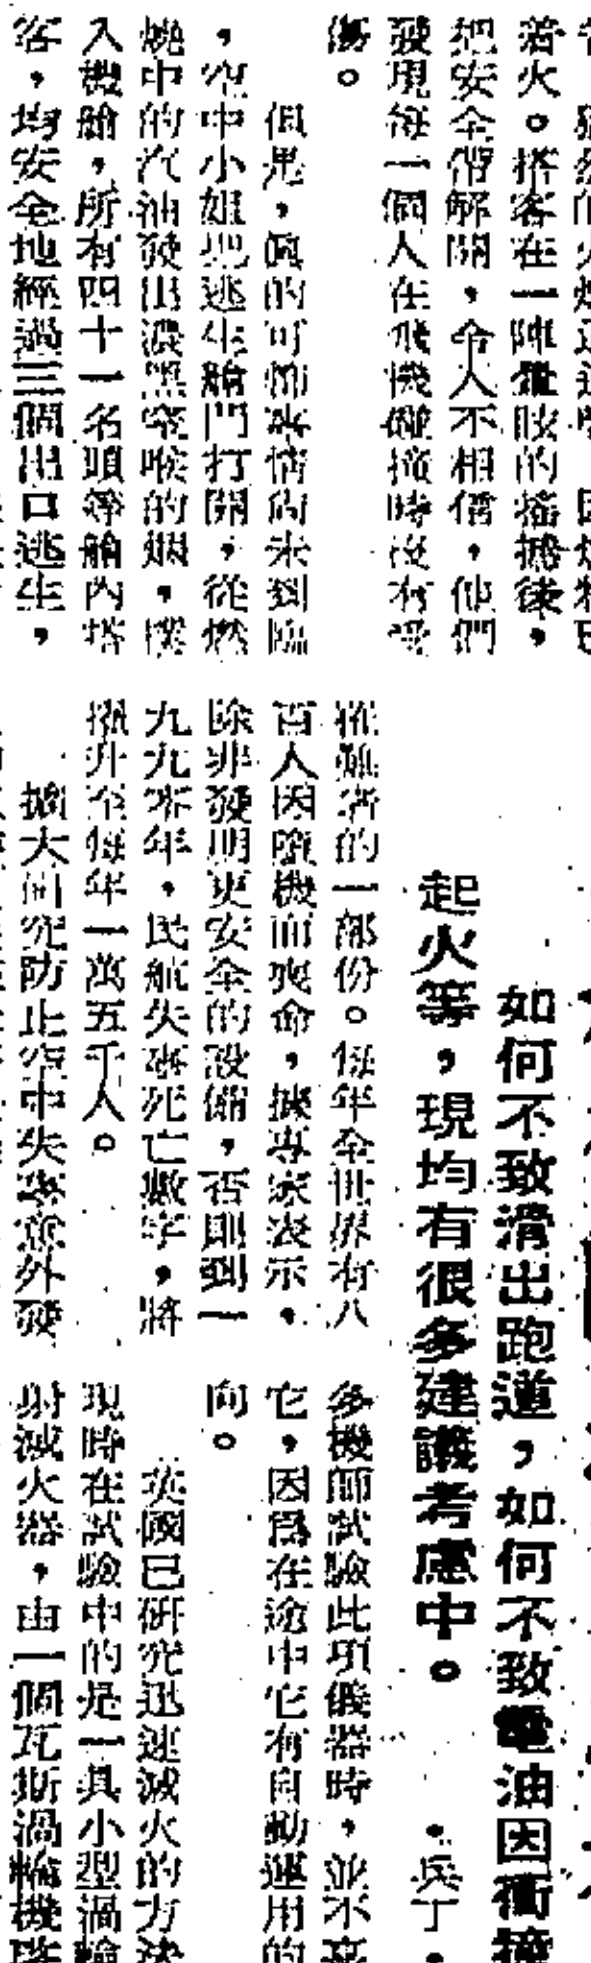 着火。搭客在一陣震駭的搖撼後，
把安全帶解開，令人不相信，他們
發現每一個人在飛機碰撞時沒有受
傷。
但是，眞的可怖事情尚未到臨
，空中小姐把逃生艙門打開，從燃
燒中的汽油發出濃黑窒喉的烟，撲
入機艙，所有四十一名頭等艙內搭
客，均安全地經過三個出口逃生，
如何不致滑出跑道，如何不致電油因衝撞
起火等，現均有很多建議考慮中。
·兵丁·
罹難者的一部份。每年全世界有八
百人因墮機而喪命，據專家表示，
除非發明更安全的設備，否則到一
九九零年，民航失事死亡數字，將
擢升至每年一萬五千人。
擴大研究防止空中失事意外發
多機師試驗此項儀器時，並不喜
它，因爲在途中它有自動運用的
向。
英國已研究迅速滅火的方法
現時在試驗中的是一具小型渦輪
射滅火器，由一個瓦斯渦輪機